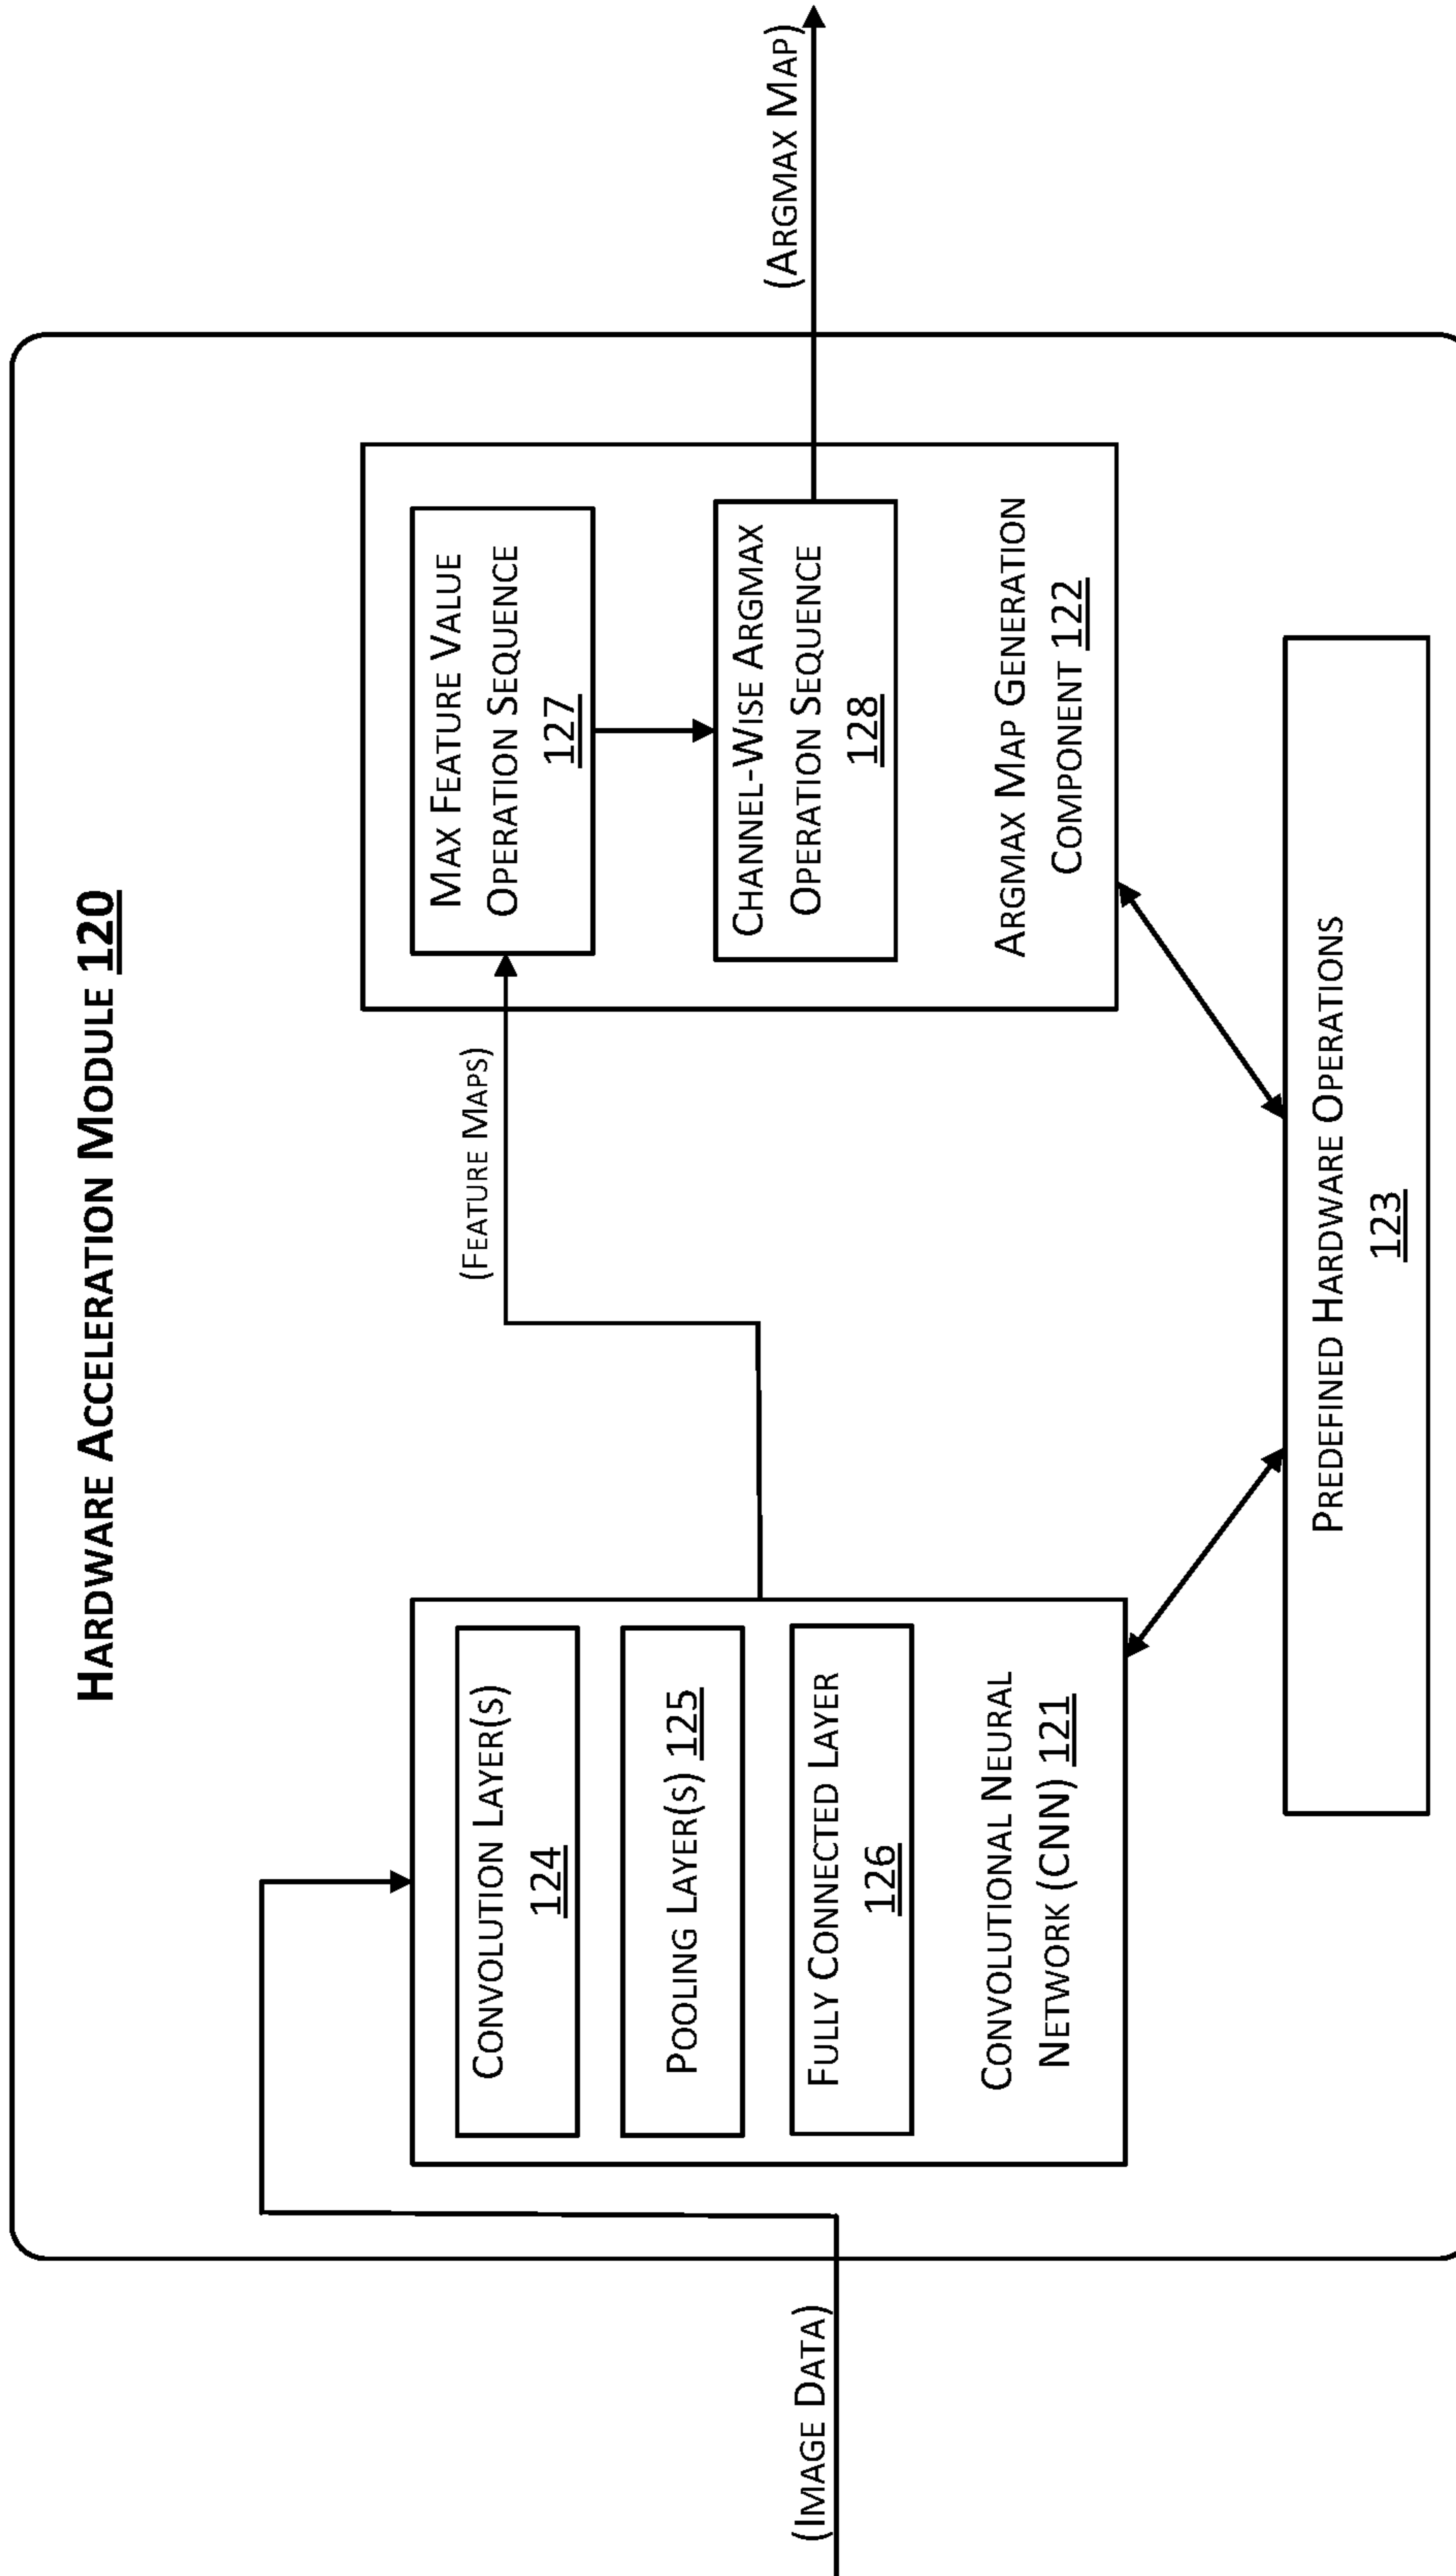 HARDWARE ACCELERATION MODULE 120
(IMAGE DATA)
CONVOLUTION LAYER(S)
124
POOLING LAYER(S) 125
FULLY CONNECTED LAYER
126
CONVOLUTIONAL NEURAL
NETWORK (CNN) 121
(FEATURE MAPS)
MAX FEATURE VALUE
OPERATION SEQUENCE
127
CHANNEL-WISE ARGMAX
OPERATION SEQUENCE
128
ARGMAX MAP GENERATION
COMPONENT 122
(ARGMAX MAP)
PREDEFINED HARDWARE OPERATIONS
123